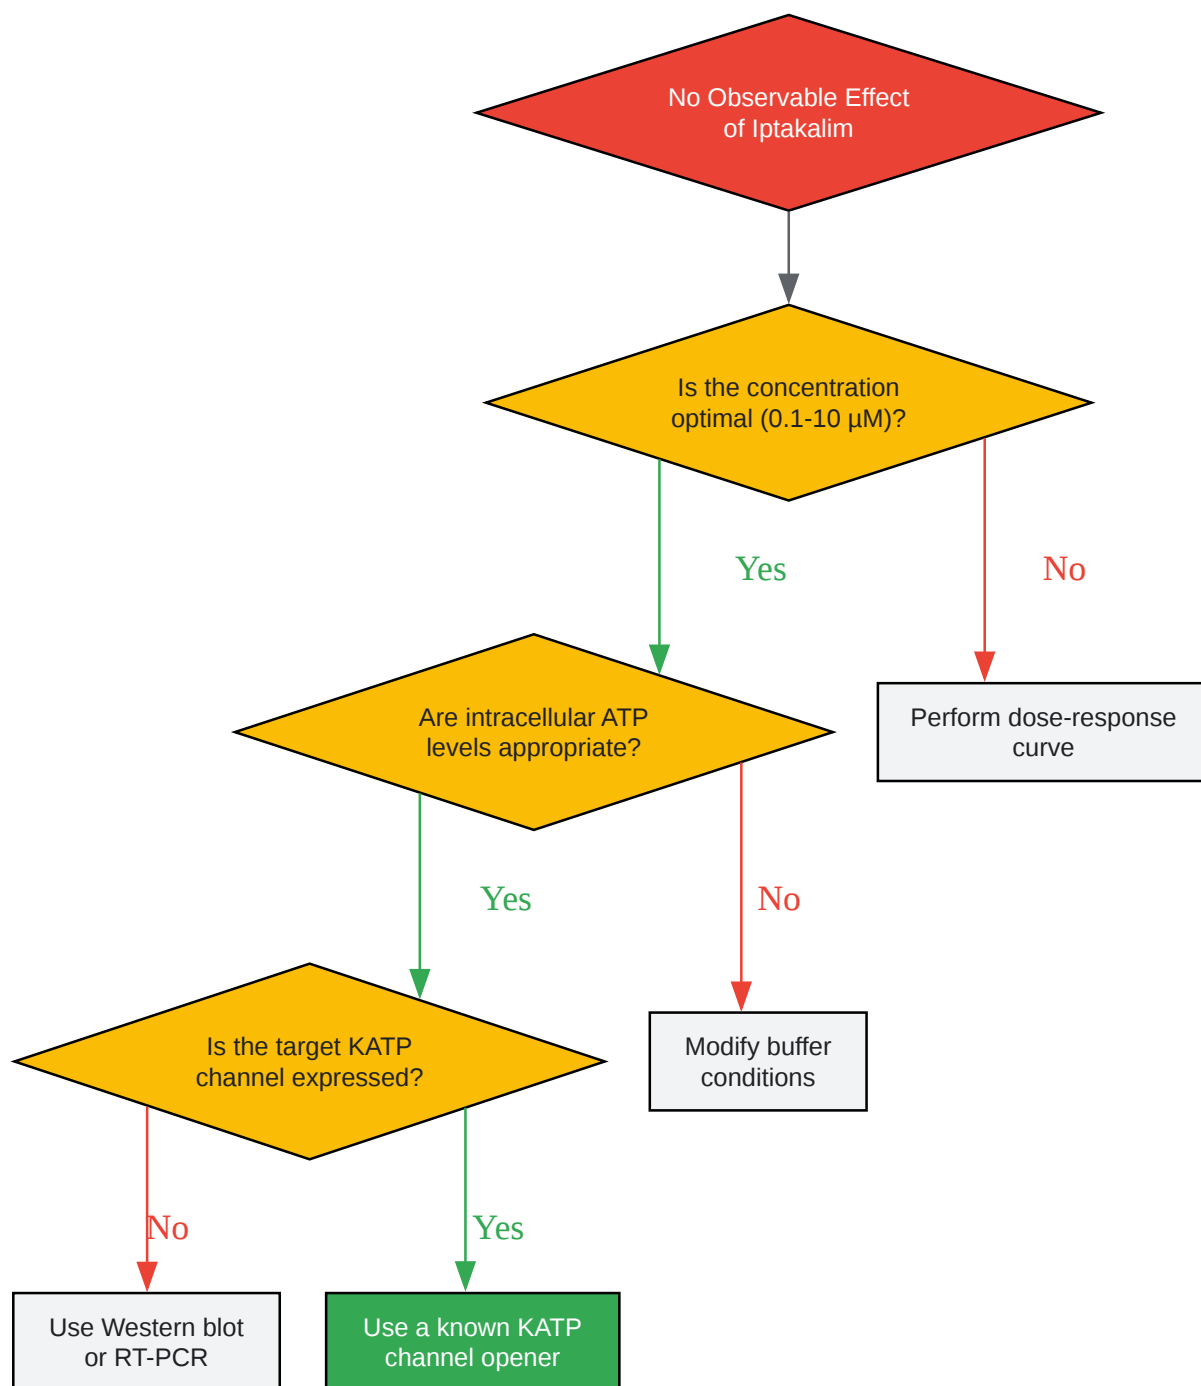 No Observable Effect
of Iptakalim
Is the concentration
optimal (0.1-10 µM)?
Yes
No
Are intracellular ATP
levels appropriate?
Perform dose-response
curve
Yes
No
Is the target KATP
channel expressed?
Modify buffer
conditions
No
Yes
Use Western blot
or RT-PCR
Use a known KATP
channel opener